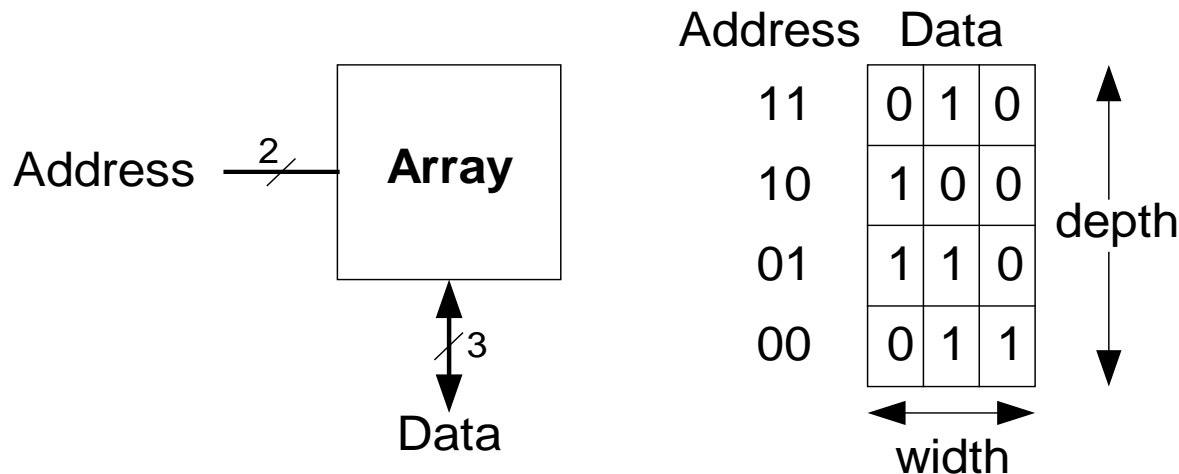 Address 2 Array
3
Data
Address Data
11 0 1 0
10 1 0 0
01 1 1 0
00 0 1 1
depth
width